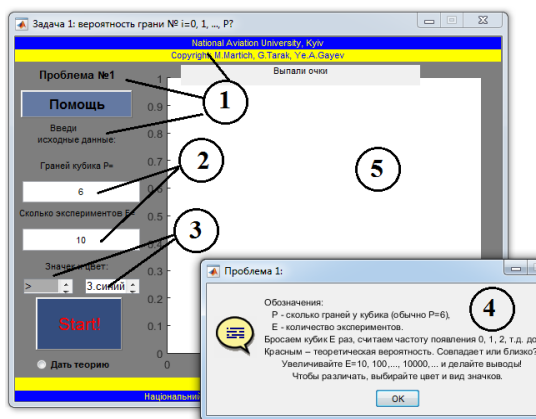 Задача 1: вероятность грани № i=0, 1, ..., P?
National Aviation University, Kyiv
Copyright M.Martich, G.Tarak, Ye.A.Gayev
Проблема №1
Выпали очки
1
Помощь
Введи
исходные данные:
Граней кубика P=
6
Сколько экспериментов E=
10
Значек и цвет:
>
3.синий
Start!
Дать теорию
1
0.9
0.8
0.7
0.6
0.5
0.4
0.3
0.2
0.1
0
0
2
3
5
Проблема 1:
4
Обозначения:
P - сколько граней у кубика (обычно P=6),
E - количество экспериментов.
Бросаем кубик E раз, считаем частоту появления 0, 1, 2, т.д. до
Красным – теоретическая вероятность. Совпадает или близко?
Увеличивайте E=10, 100,..., 10000,... и делайте выводы!
Чтобы различать, выбирайте цвет и вид значков.
OK
Національний